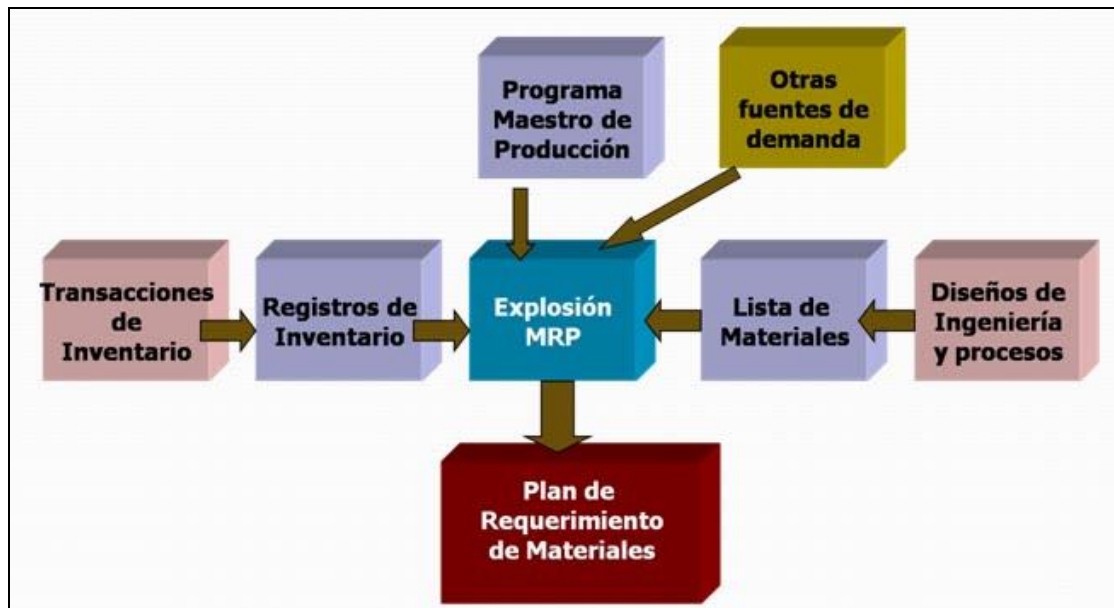 Programa
Maestro de
Producción
Otras
fuentes de
demanda
Transacciones
de
Inventario
Registros de
Inventario
Explosión
MRP
Lista de
Materiales
Diseños de
Ingeniería
y procesos
Plan de
Requerimiento
de Materiales